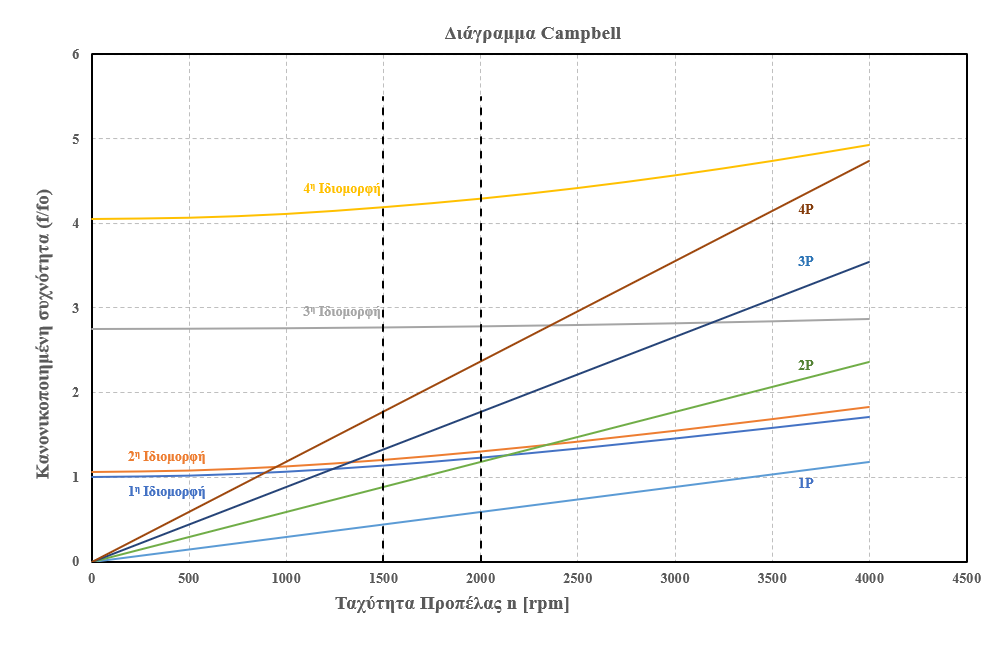 Διάγραμμα Campbell
6
5
4
3
2
1
0
Κανονικοποιημένη συχνότητα (f/fo)
4η Ιδιομορφή
3η Ιδιομορφή
2η Ιδιομορφή
1η Ιδιομορφή
4P
3P
2P
1P
0 500 1000 1500 2000 2500 3000 3500 4000 4500
Ταχύτητα Προπέλας n [rpm]